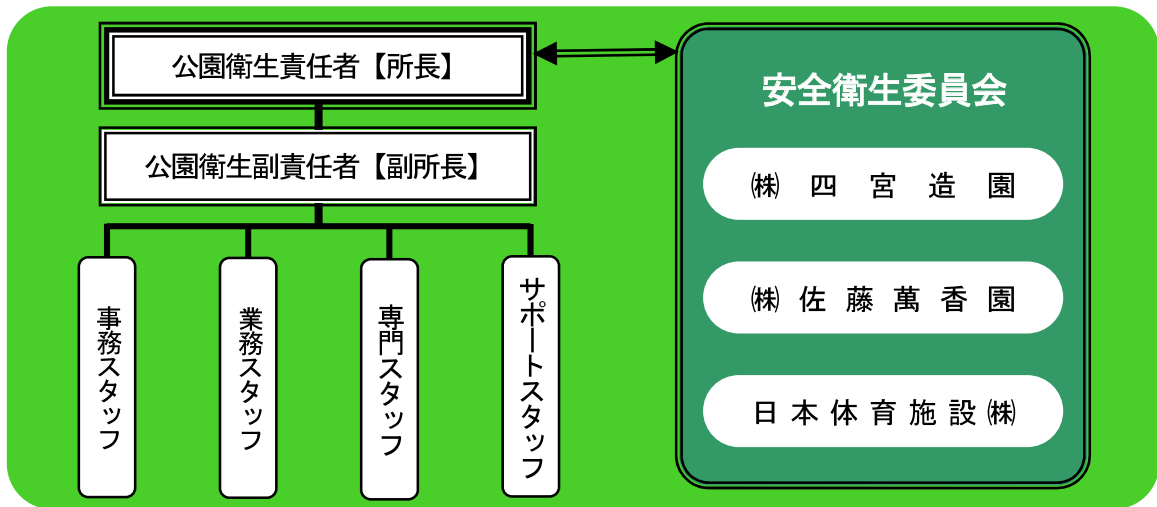 公園衛生責任者【所長】
公園衛生副責任者【副所長】
事務スタッフ
業務スタッフ
専門スタッフ
サポートスタッフ
安全衛生委員会
㈱四宮造園
㈱佐藤萬香園
日本体育施設㈱